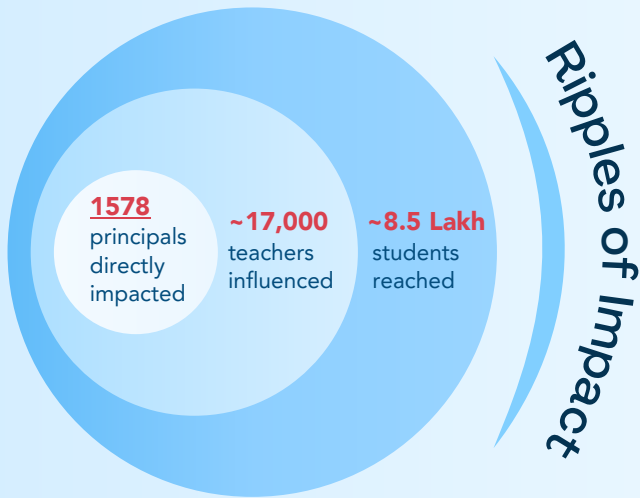 1578
principals
directly
impacted
~17,000
teachers
influenced
~8.5 Lakh
students
reached
Ripples of Impact